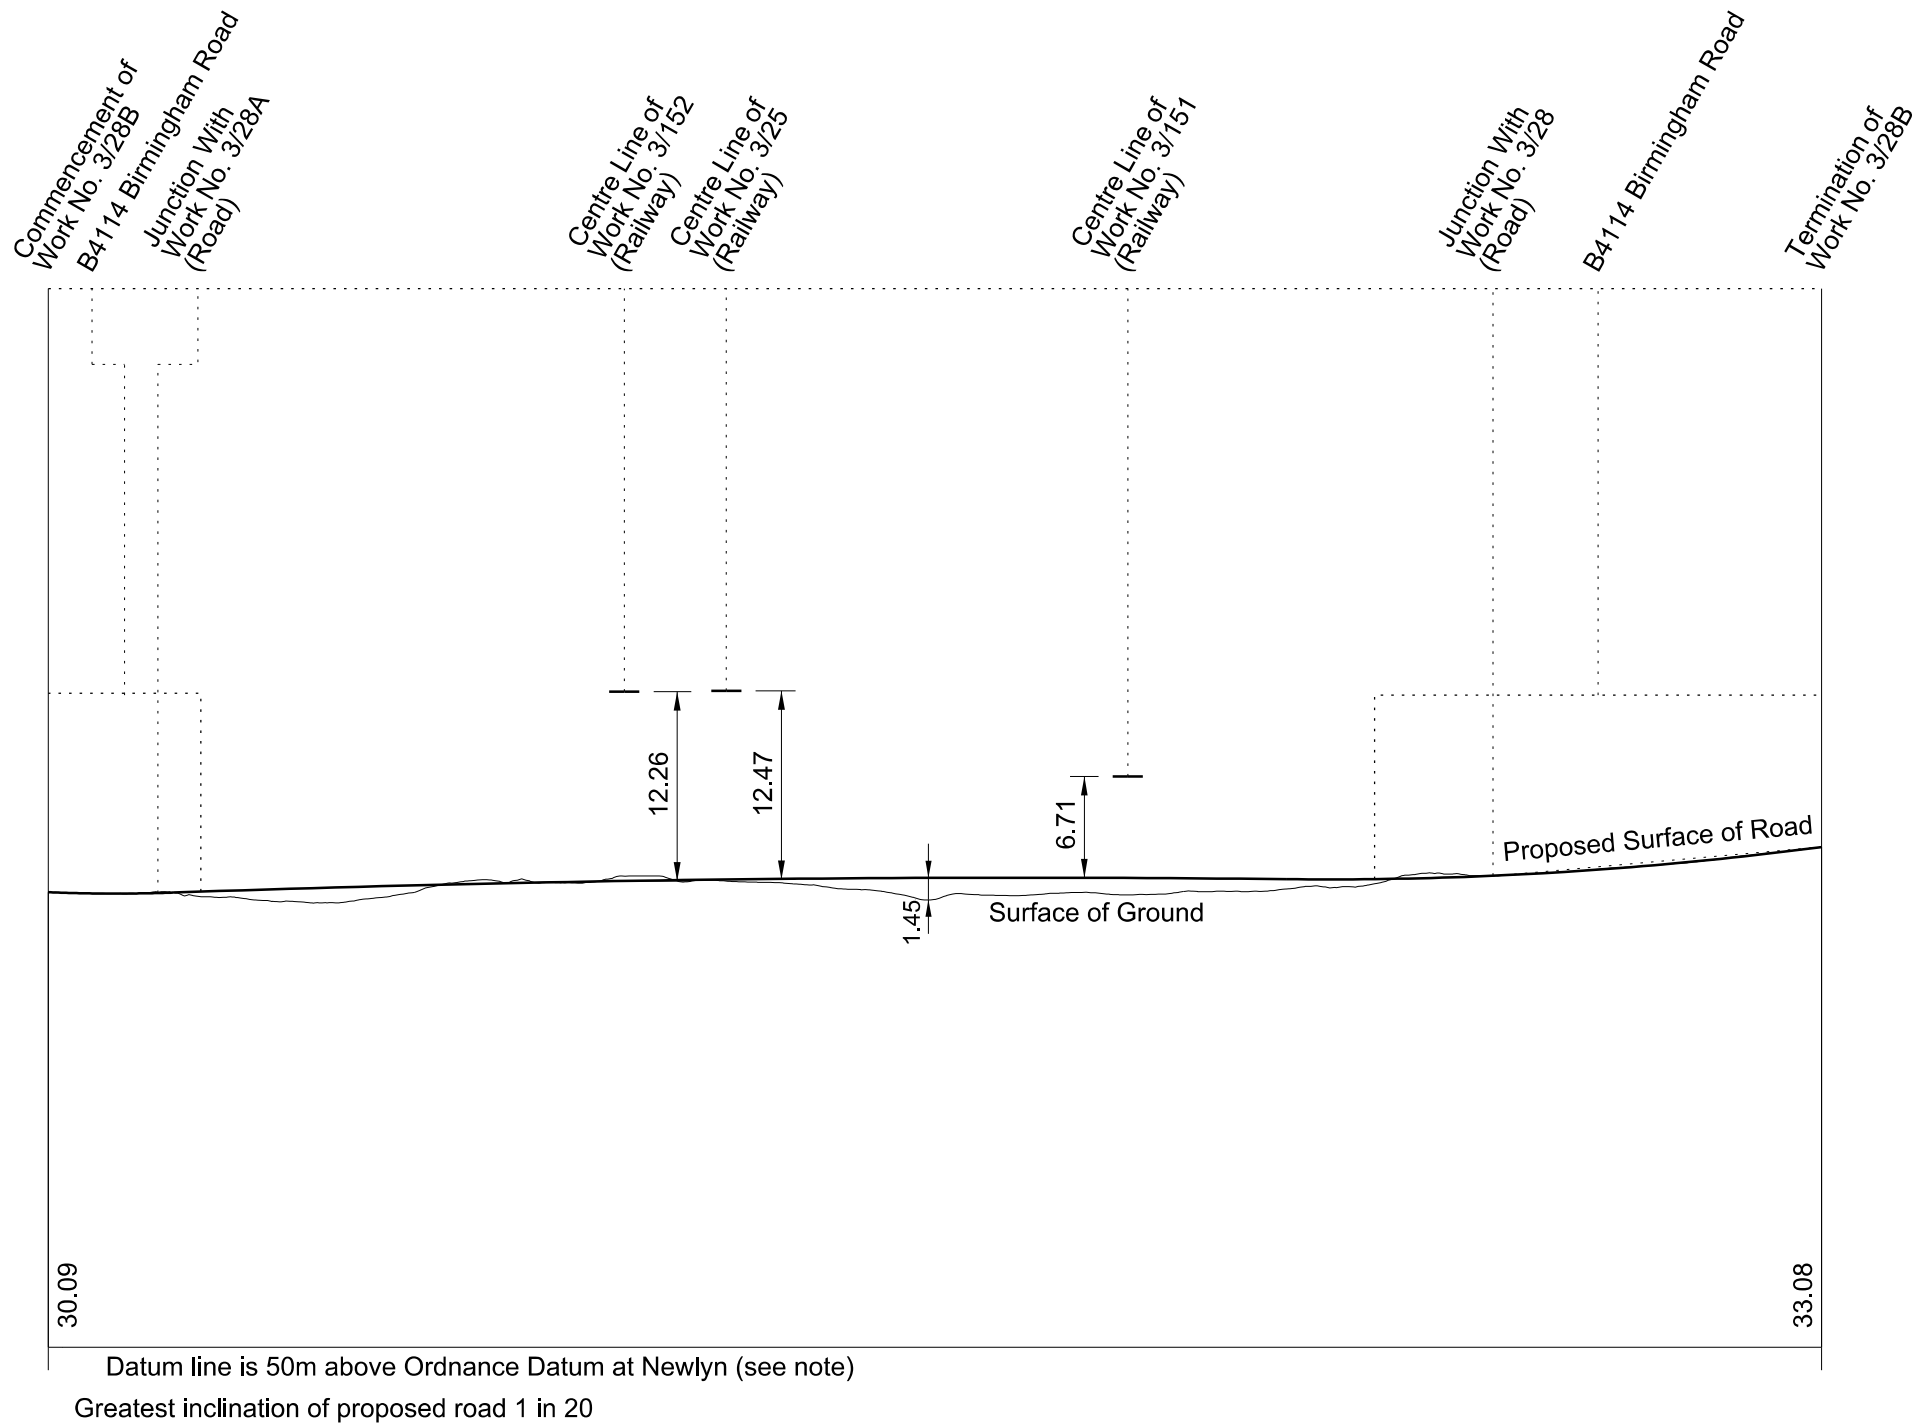 Commencement of
Work No. 3/28B
B4114 Birmingham Road
Junction With
Work No. 3/28A
(Road)
Centre Line of
Work No. 3/152
(Railway)
Centre Line of
Work No. 3/25
(Railway)
Centre Line of
Work No. 3/151
(Railway)
Junction With
Work No. 3/28
(Road)
B4114 Birmingham Road
Termination of
Work No. 3/28B
12.26
12.47
6.71
Proposed Surface of Road
1.45
Surface of Ground
30.09
33.08
Datum line is 50m above Ordnance Datum at Newlyn (see note)
Greatest inclination of proposed road 1 in 20